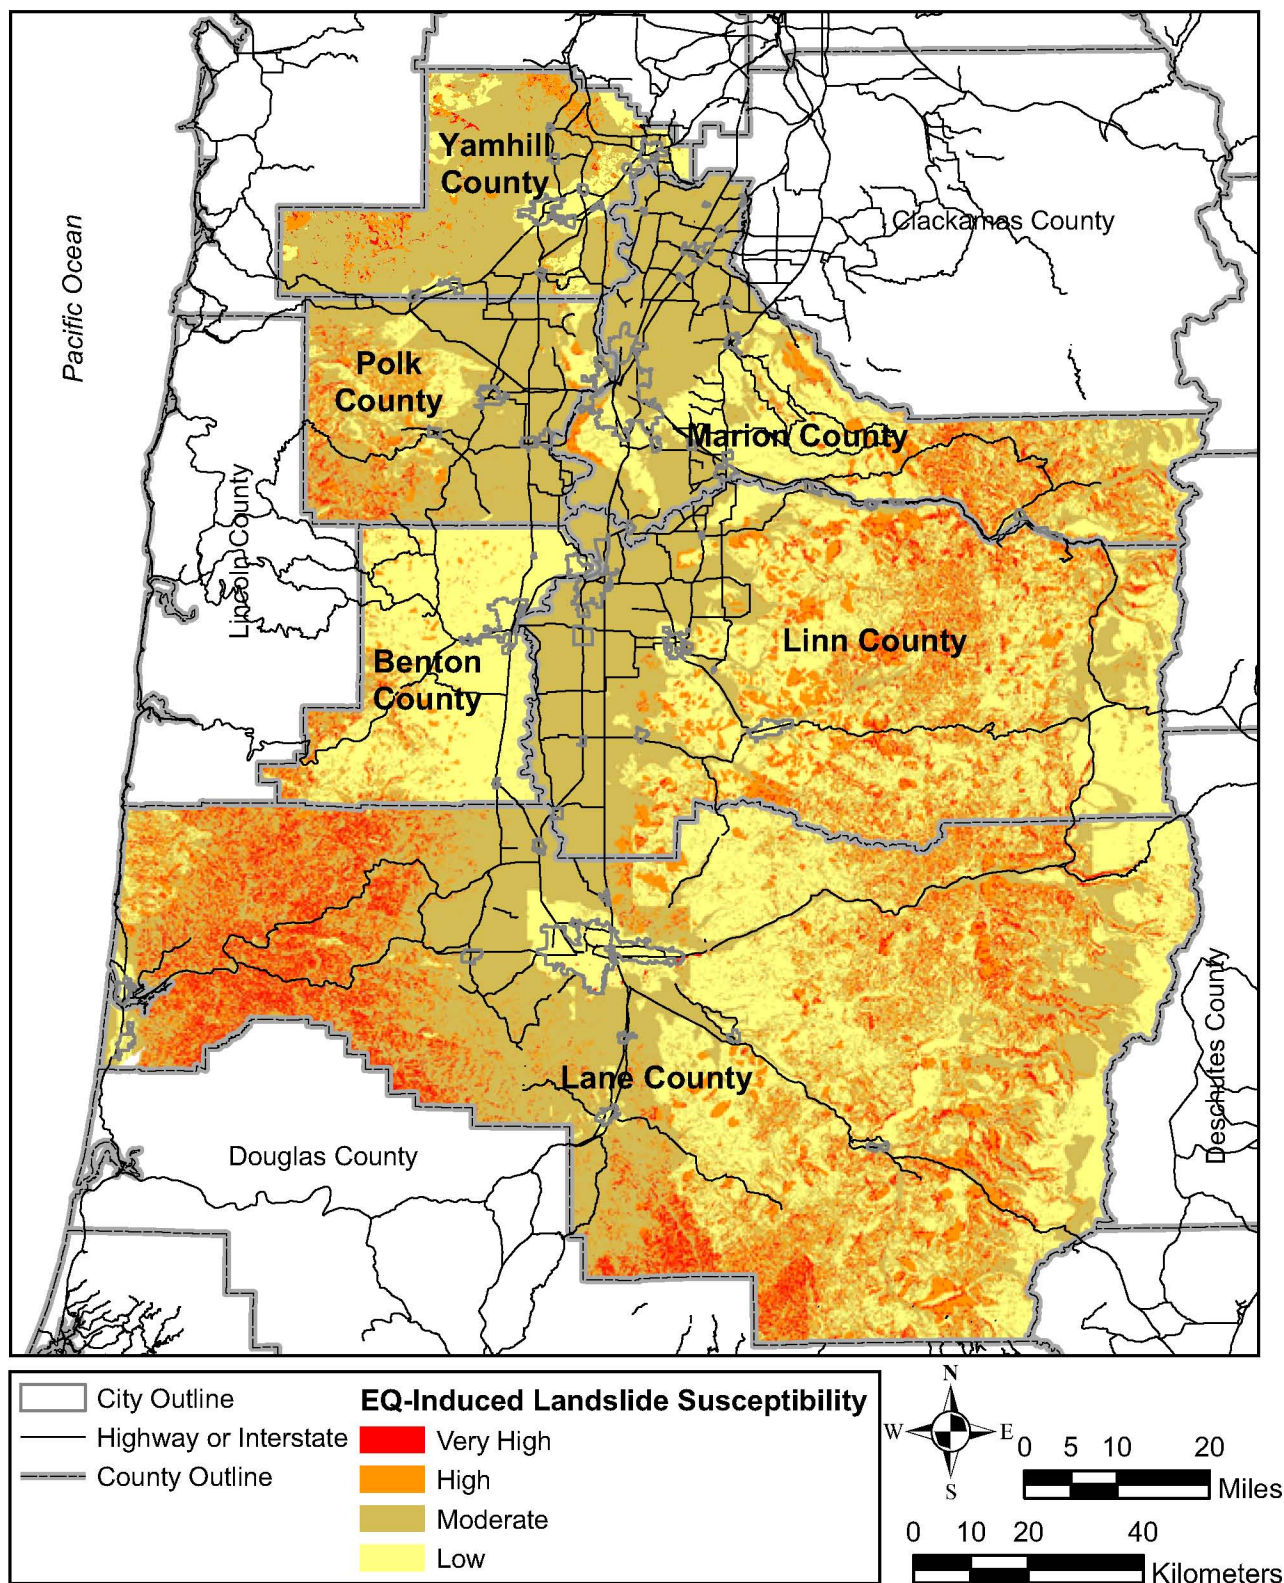 Yamhill
County
Clackamas County
Pacific Ocean
Polk
County
Marion County
Lincoln County
Linn County
Benton
County
Lane County
Deschutes County
Douglas County
City Outline
Highway or Interstate
County Outline
EQ-Induced Landslide Susceptibility
Very High
High
Moderate
Low
N
W E
S
0 5 10 20
Miles
0 10 20 40
Kilometers